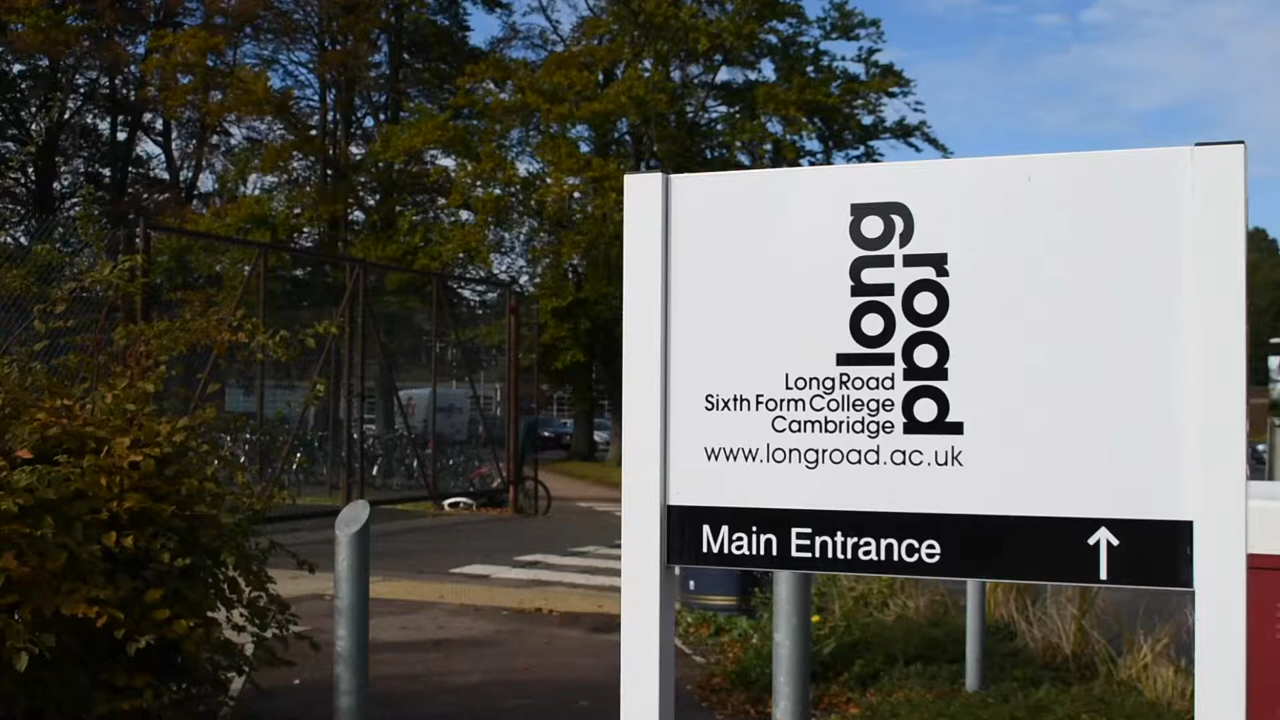 long
road
Long Road
Sixth Form College
Cambridge
www.longroad.ac.uk
Main Entrance ↑